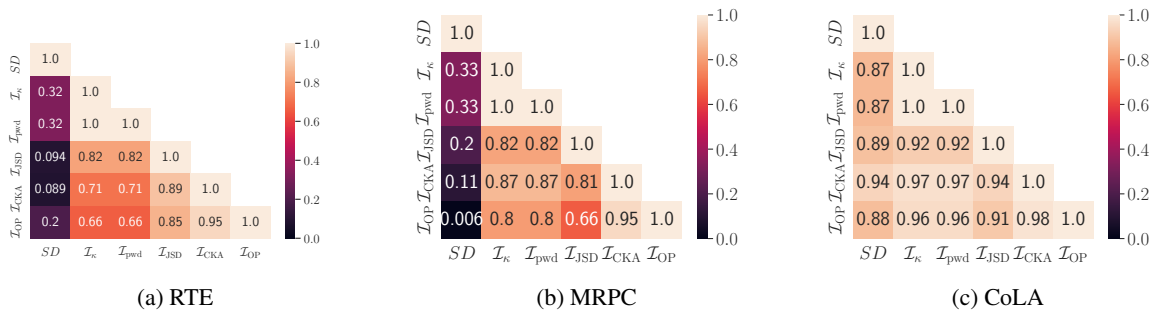 SD 1.0
I_κ 0.32 1.0
I_pwd 0.32 1.0 1.0
I_JSD 0.094 0.82 0.82 1.0
I_CKA 0.089 0.71 0.71 0.89 1.0
I_OP 0.2 0.66 0.66 0.85 0.95 1.0
SD I_κ I_pwd I_JSD I_CKA I_OP
1.0
0.8
0.6
0.4
0.2
0.0
(a) RTE
SD 1.0
I_κ 0.33 1.0
I_pwd 0.33 1.0 1.0
I_JSD 0.2 0.82 0.82 1.0
I_CKA 0.11 0.87 0.87 0.81 1.0
I_OP 0.006 0.8 0.8 0.66 0.95 1.0
SD I_κ I_pwd I_JSD I_CKA I_OP
1.0
0.8
0.6
0.4
0.2
0.0
(b) MRPC
SD 1.0
I_κ 0.87 1.0
I_pwd 0.87 1.0 1.0
I_JSD 0.89 0.92 0.92 1.0
I_CKA 0.94 0.97 0.97 0.94 1.0
I_OP 0.88 0.96 0.96 0.91 0.98 1.0
SD I_κ I_pwd I_JSD I_CKA I_OP
1.0
0.8
0.6
0.4
0.2
0.0
(c) CoLA